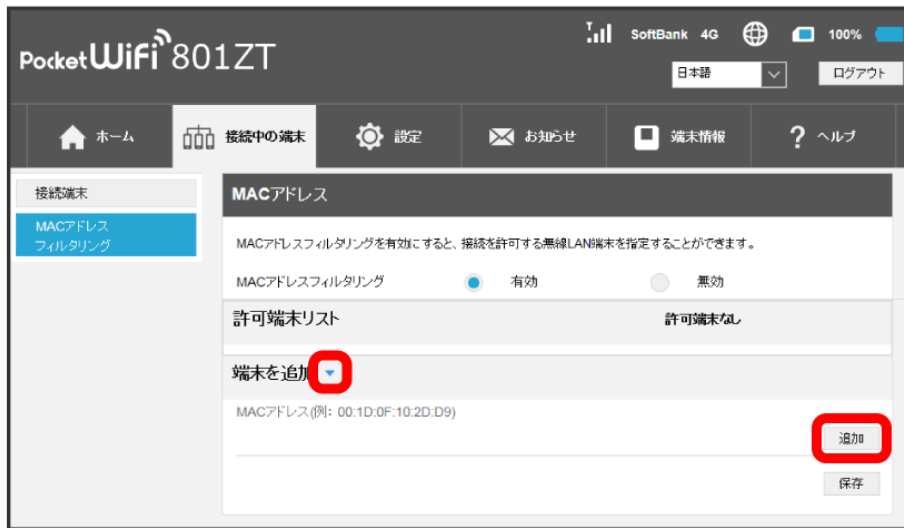 PocketWiFi 801ZT
SoftBank 4G 100%
日本語 ログアウト
ホーム 接続中の端末 設定 お知らせ 端末情報 ? ヘルプ
接続端末
MACアドレス
フィルタリング
MACアドレス
MACアドレスフィルタリングを有効にすると、接続を許可する無線LAN端末を指定することができます。
MACアドレスフィルタリング 有効 無効
許可端末リスト 許可端末なし
端末を追加
MACアドレス(例: 00:1D:0F:10:2D:D9)
追加
保存